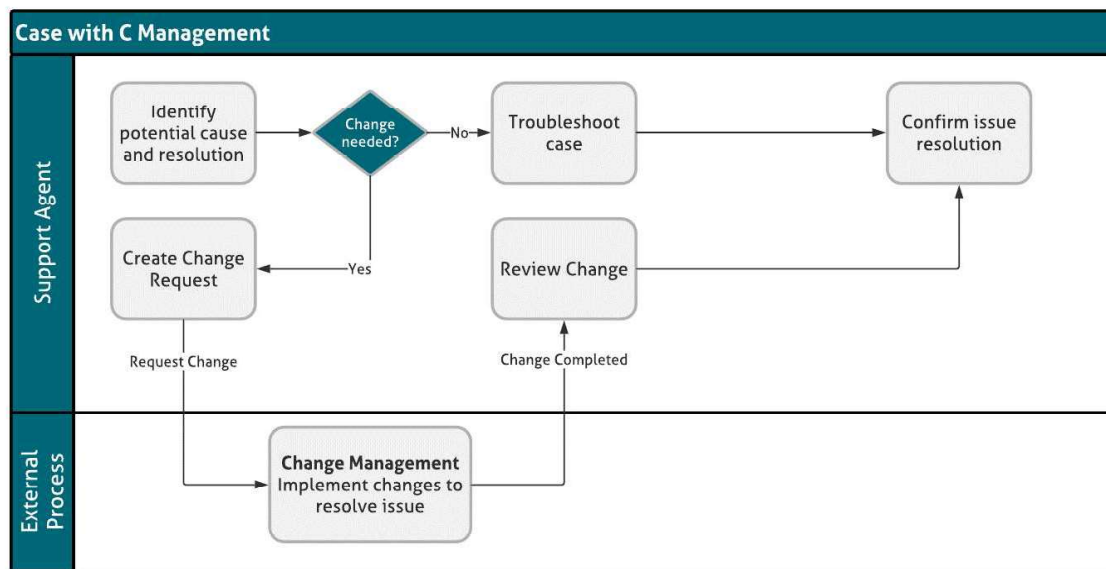 Case with C Management
Support Agent
Identify
potential cause
and resolution
Change
needed?
No
Troubleshoot
case
Confirm issue
resolution
Yes
Create Change
Request
Review Change
Request Change
Change Completed
External
Process
Change Management
Implement changes to
resolve issue